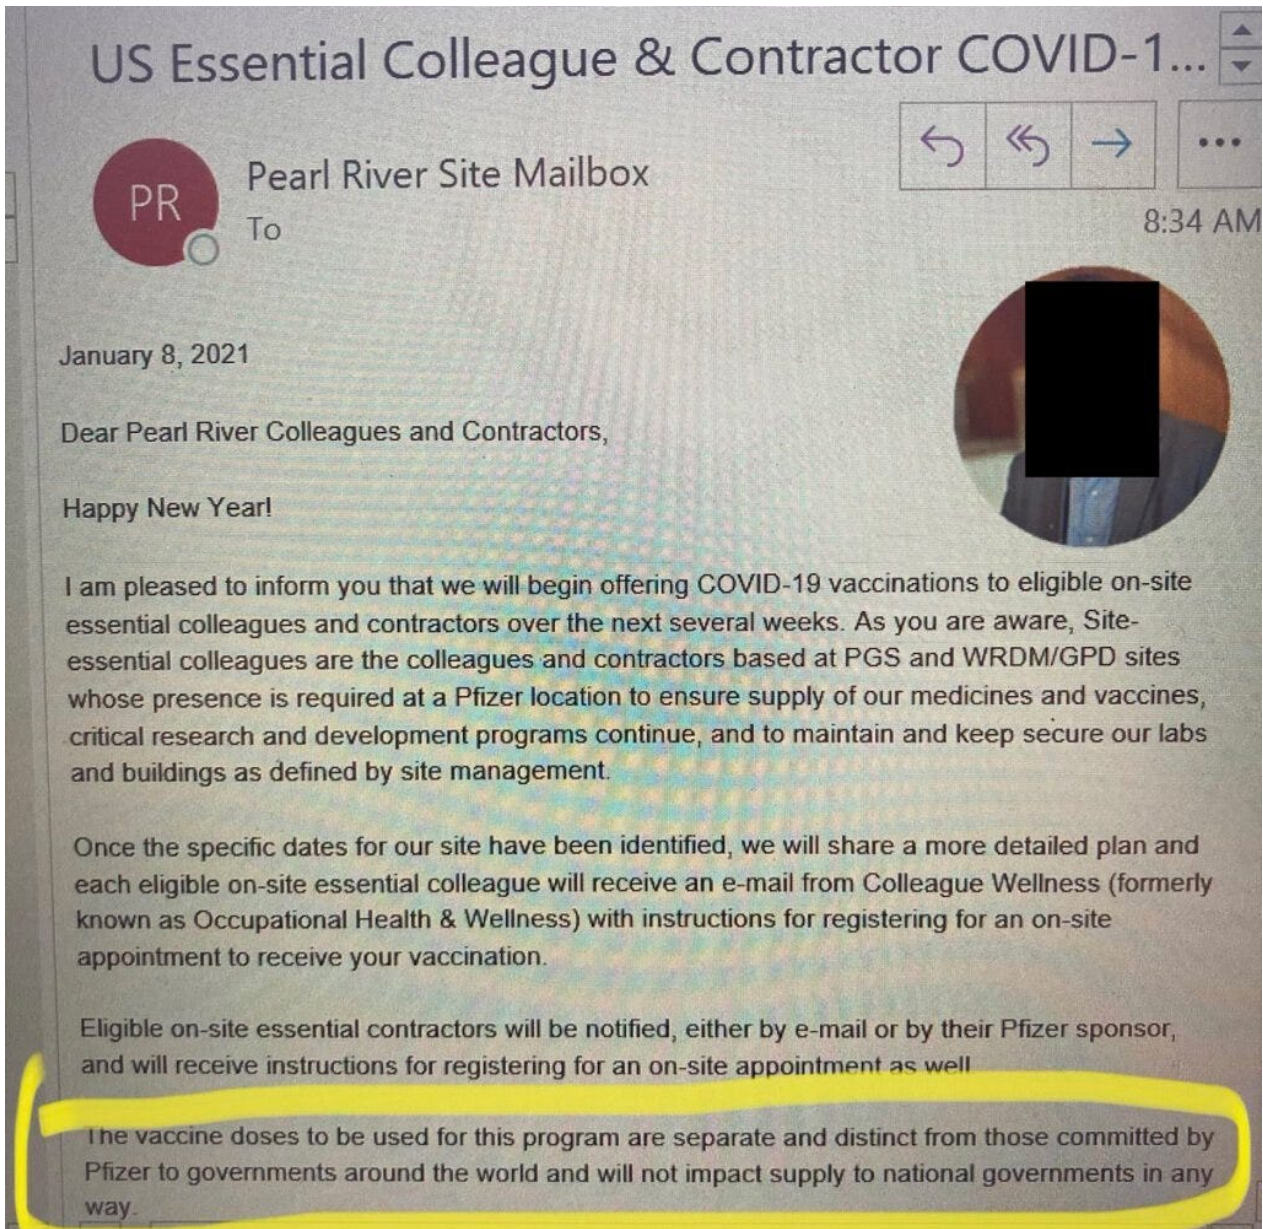 US Essential Colleague & Contractor COVID-1...
PR
Pearl River Site Mailbox
To
8:34 AM
January 8, 2021
Dear Pearl River Colleagues and Contractors,
Happy New Year!
I am pleased to inform you that we will begin offering COVID-19 vaccinations to eligible on-site
essential colleagues and contractors over the next several weeks. As you are aware, Site-
essential colleagues are the colleagues and contractors based at PGS and WRDM/GPD sites
whose presence is required at a Pfizer location to ensure supply of our medicines and vaccines,
critical research and development programs continue, and to maintain and keep secure our labs
and buildings as defined by site management.
Once the specific dates for our site have been identified, we will share a more detailed plan and
each eligible on-site essential colleague will receive an e-mail from Colleague Wellness (formerly
known as Occupational Health & Wellness) with instructions for registering for an on-site
appointment to receive your vaccination.
Eligible on-site essential contractors will be notified, either by e-mail or by their Pfizer sponsor,
and will receive instructions for registering for an on-site appointment as well
The vaccine doses to be used for this program are separate and distinct from those committed by
Pfizer to governments around the world and will not impact supply to national governments in any
way.